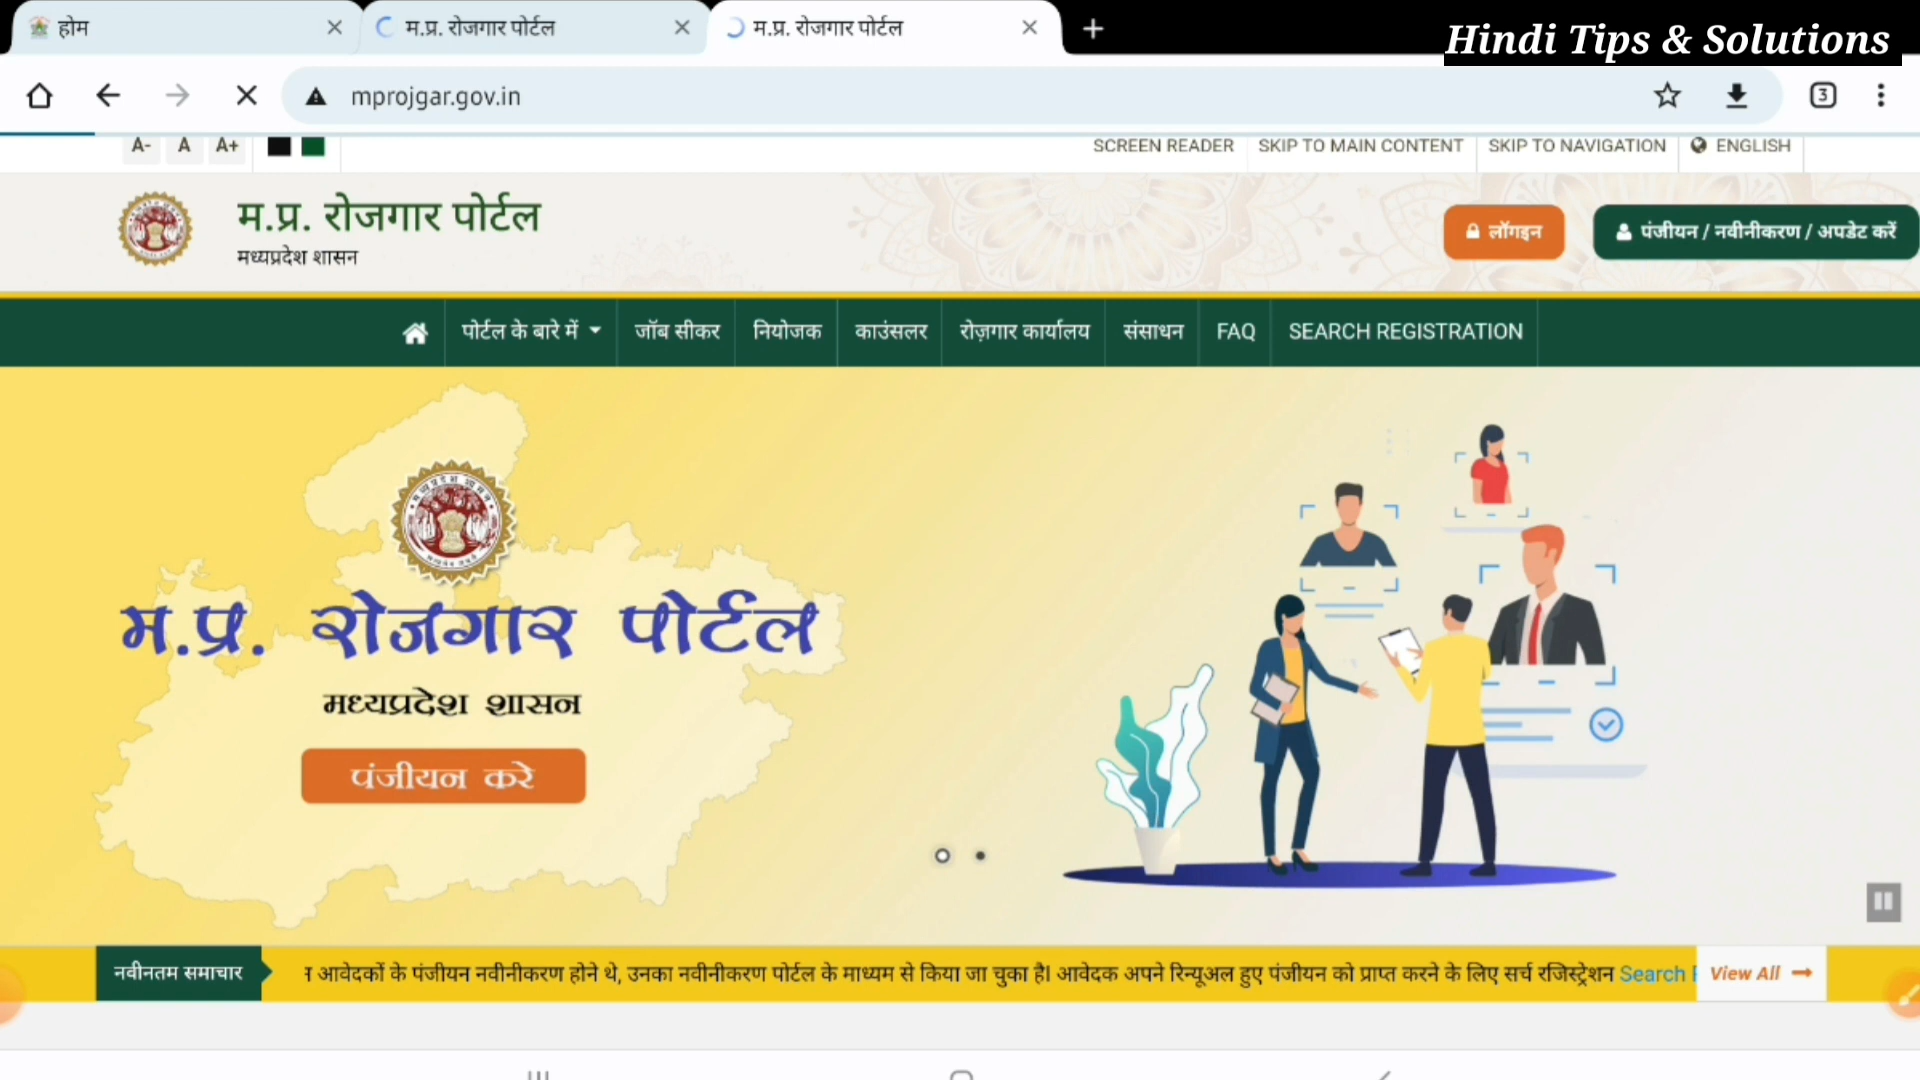 होम
म.प्र. रोजगार पोर्टल
म.प्र. रोजगार पोर्टल
Hindi Tips & Solutions
mprojgar.gov.in
3
A- A A+
SCREEN READER
SKIP TO MAIN CONTENT
SKIP TO NAVIGATION
ENGLISH
म.प्र. रोजगार पोर्टल
मध्यप्रदेश शासन
लॉगइन
पंजीयन / नवीनीकरण / अपडेट करें
पोर्टल के बारे में
जॉब सीकर
नियोजक
काउंसलर
रोज़गार कार्यालय
संसाधन
FAQ
SEARCH REGISTRATION
म.प्र. रोजगार पोर्टल
मध्यप्रदेश शासन
पंजीयन करे
नवीनतम समाचार
आवेदकों के पंजीयन नवीनीकरण होने थे, उनका नवीनीकरण पोर्टल के माध्यम से किया जा चुका है। आवेदक अपने रिन्यूअल हुए पंजीयन को प्राप्त करने के लिए सर्च रजिस्ट्रेशन Search
View All